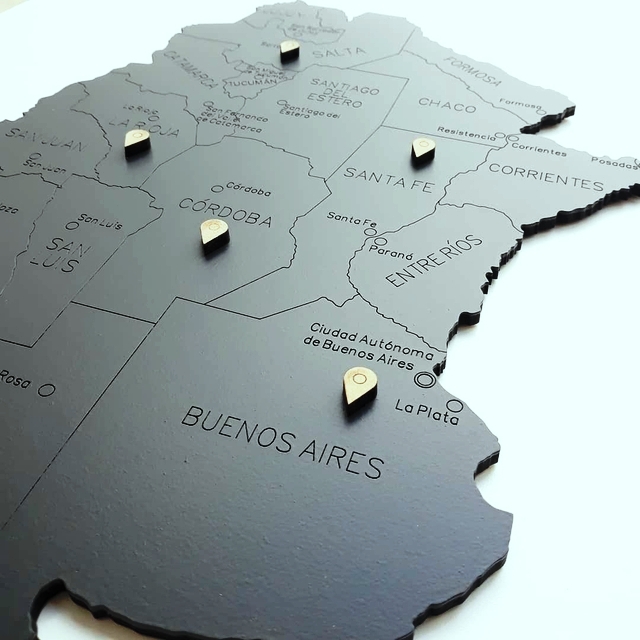 JUJUY
SALTA
FORMOSA
CATAMARCA
TUCUMÁN
SANTIAGO
DEL
ESTERO
CHACO
Formosa
La Rioja
LA RIOJA
San Fernando
del Valle
de Catamarca
Santiago del
Estero
Resistencia
Corrientes
Posadas
SAN JUAN
San Juan
SANTA FE
CORRIENTES
Córdoba
CÓRDOBA
San Luis
SAN
LUIS
Santa Fe
Paraná
ENTRE RÍOS
Ciudad Autónoma
de Buenos Aires
Rosa
La Plata
BUENOS AIRES